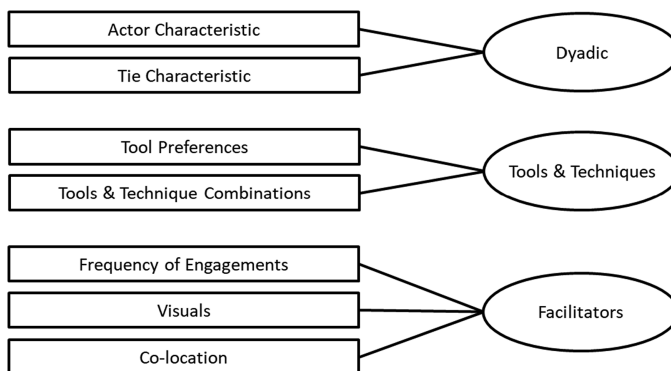 Actor Characteristic
Tie Characteristic
Dyadic
Tool Preferences
Tools & Technique Combinations
Tools & Techniques
Frequency of Engagements
Visuals
Co-location
Facilitators